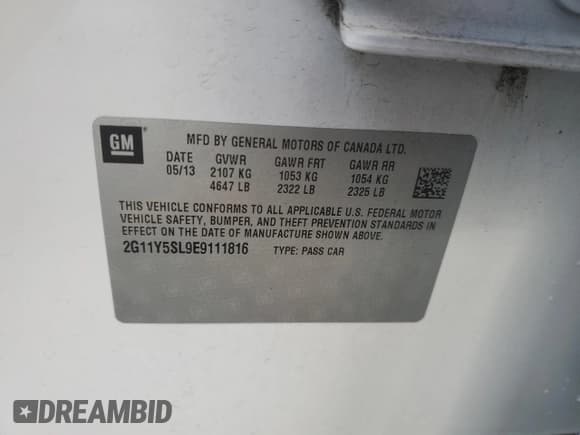 GM
MFD BY GENERAL MOTORS OF CANADA LTD.
DATE GVWR GAWR FRT GAWR RR
05/13 2107 KG 1053 KG 1054 KG
4647 LB 2322 LB 2325 LB
THIS VEHICLE CONFORMS TO ALL APPLICABLE U.S. FEDERAL MOTOR
VEHICLE SAFETY, BUMPER, AND THEFT PREVENTION STANDARDS IN
EFFECT ON THE DATE OF MANUFACTURE SHOWN ABOVE.
2G11Y5SL9E9111816 TYPE: PASS CAR
DREAMBID